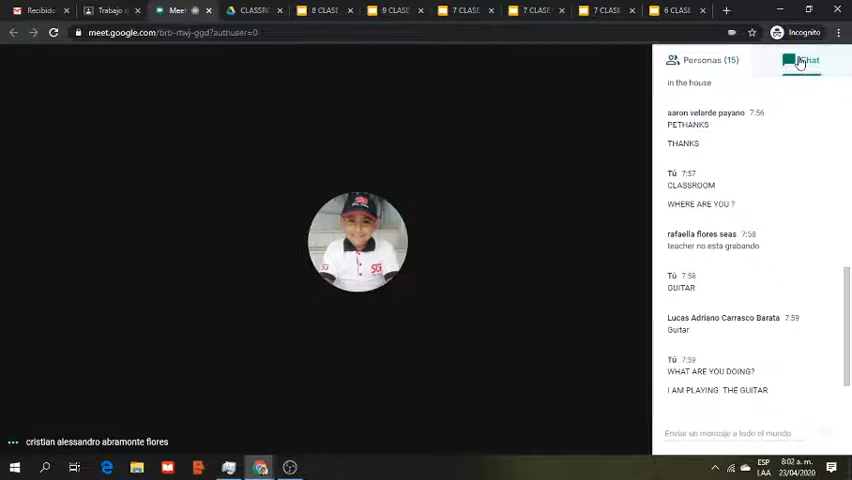 Recibido
Trabajo
Meet
CLASSRO
8 CLASE
9 CLASE
7 CLASE
7 CLASE
7 CLASE
6 CLASE
meet.google.com/brb-rtwj-ggd?authuser=0
Incognito
Personas (15)
Chat
in the house
aaron velarde payano 7:56
PETHANKS
THANKS
Tú 7:57
CLASSROOM
WHERE ARE YOU ?
rafaella flores seas 7:58
teacher no esta grabando
Tú 7:58
GUITAR
Lucas Adriano Carrasco Barata 7:59
Guitar
Tú 7:59
WHAT ARE YOU DOING?
I AM PLAYING THE GUITAR
Enviar un mensaje a todo el mundo
SG
cristian alessandro abramonte flores
ESP
LAA
8:02 a. m.
23/04/2020